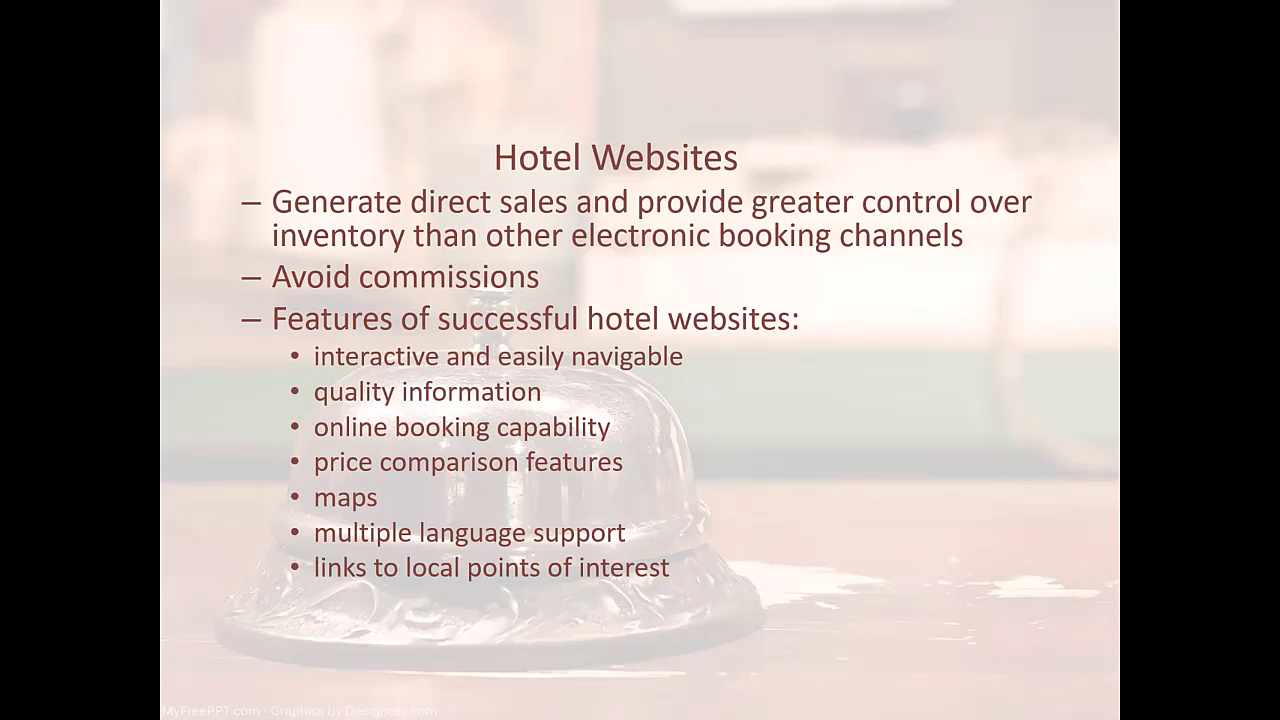 Hotel Websites
– Generate direct sales and provide greater control over
inventory than other electronic booking channels
– Avoid commissions
– Features of successful hotel websites:
• interactive and easily navigable
• quality information
• online booking capability
• price comparison features
• maps
• multiple language support
• links to local points of interest
MyFreePPT.com - Graphics by Designozy.com